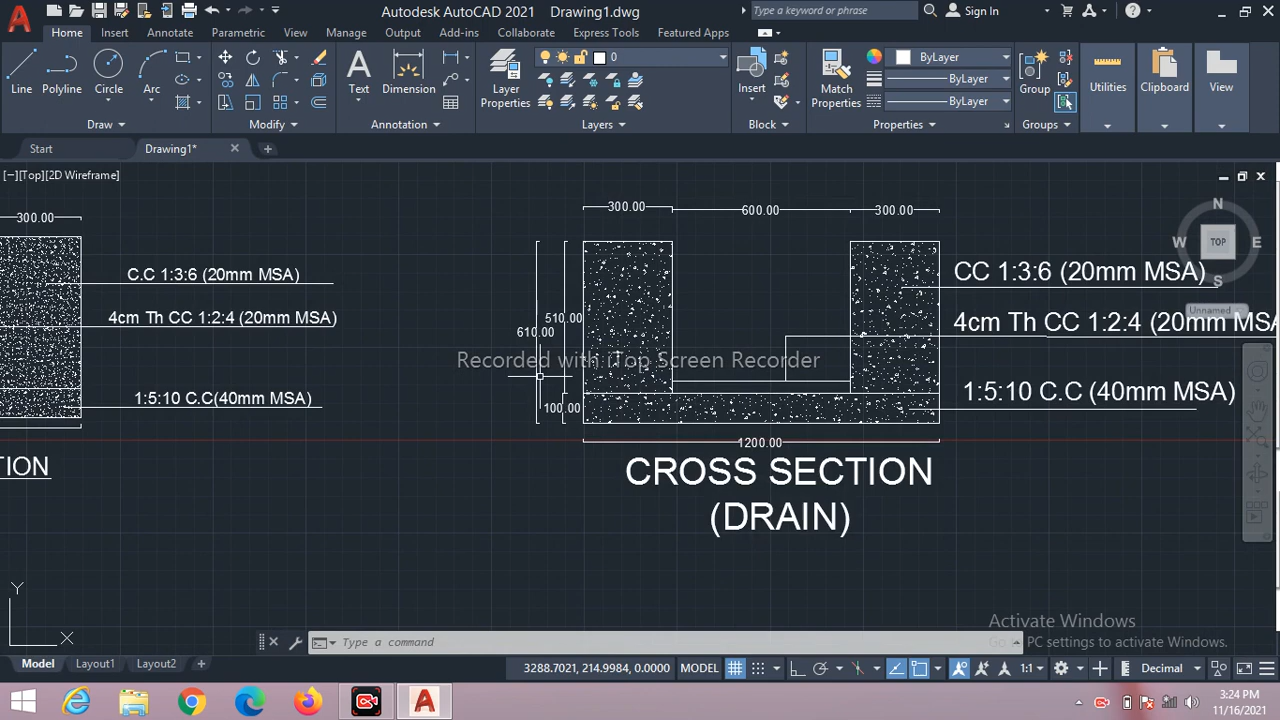 Autodesk AutoCAD 2021 Drawing1.dwg
Type a keyword or phrase
Sign In
Home Insert Annotate Parametric View Manage Output Add-ins Collaborate Express Tools Featured Apps
Line Polyline Circle Arc
Text Dimension
Layer Properties
0
Insert
Match Properties
ByLayer
ByLayer
ByLayer
Group
Utilities
Clipboard
View
Draw Modify Annotation Layers Block Properties Groups
Start Drawing1*
[−][Top][2D Wireframe]
N
W TOP E
S
Unnamed
300.00
C.C 1:3:6 (20mm MSA)
4cm Th CC 1:2:4 (20mm MSA)
1:5:10 C.C(40mm MSA)
TION
300.00 600.00 300.00
CC 1:3:6 (20mm MSA)
510.00
4cm Th CC 1:2:4 (20mm MSA
610.00
Recorded with iTop Screen Recorder
1:5:10 C.C (40mm MSA)
100.00
1200.00
CROSS SECTION
(DRAIN)
Y
X
Activate Windows
Go to PC settings to activate Windows.
Type a command
Model Layout1 Layout2
3288.7021, 214.9984, 0.0000 MODEL 1:1 Decimal
3:24 PM
11/16/2021